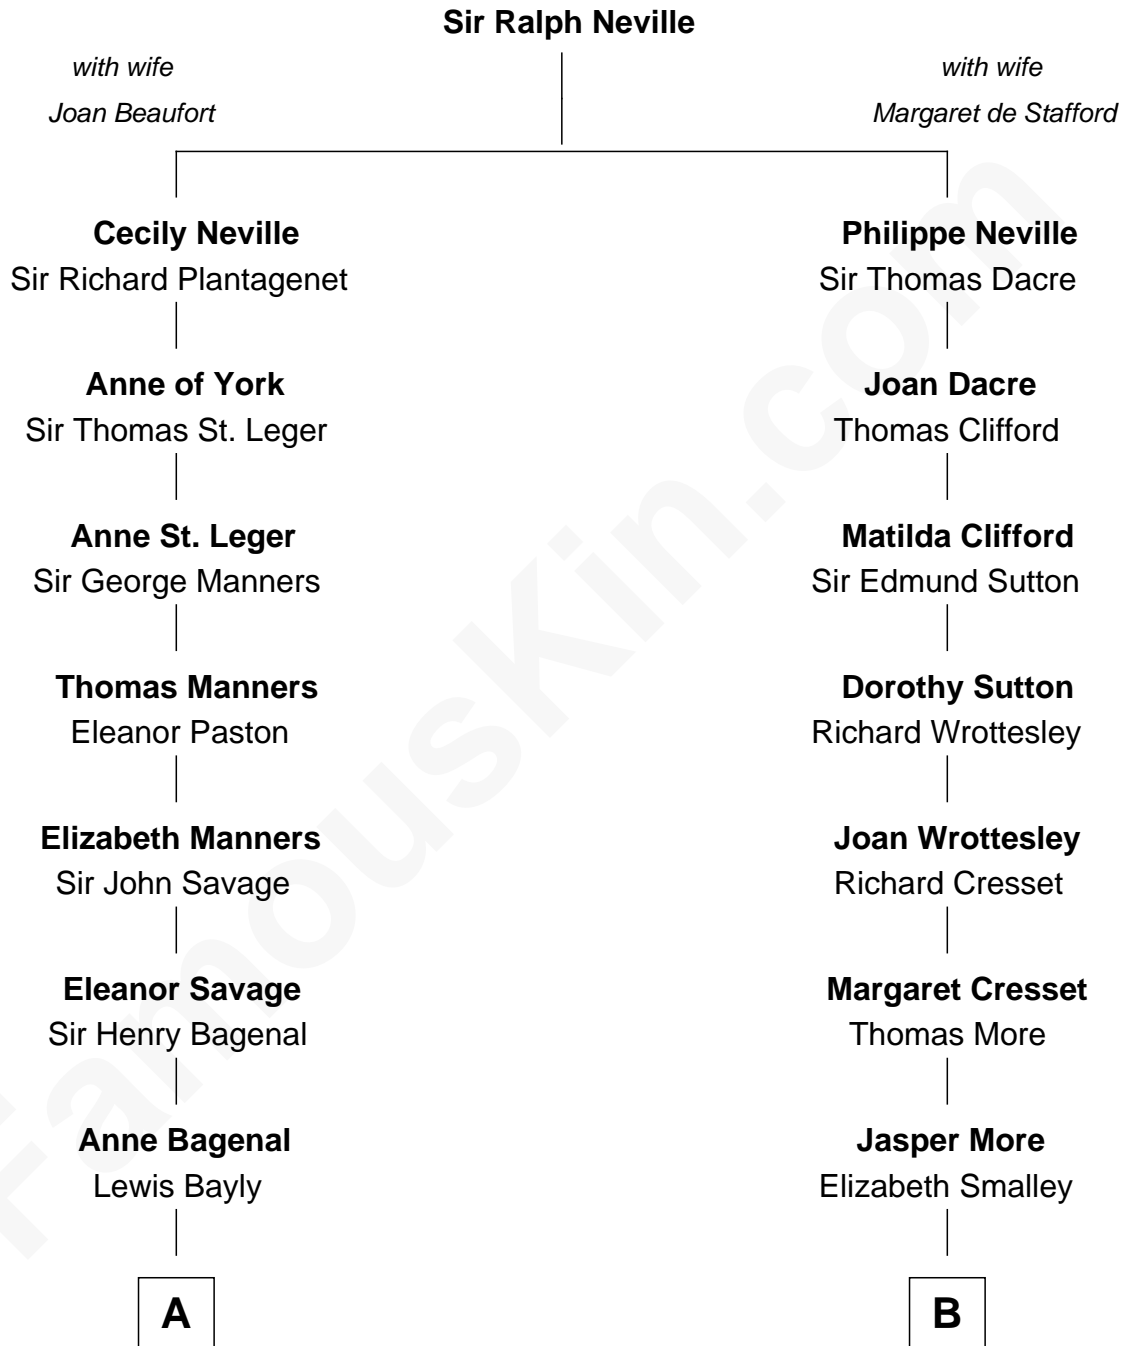 Sir Ralph Neville
with wife
Joan Beaufort
with wife
Margaret de Stafford
Cecily Neville
Sir Richard Plantagenet
Philippe Neville
Sir Thomas Dacre
Anne of York
Sir Thomas St. Leger
Joan Dacre
Thomas Clifford
Anne St. Leger
Sir George Manners
Matilda Clifford
Sir Edmund Sutton
Thomas Manners
Eleanor Paston
Dorothy Sutton
Richard Wrottesley
Elizabeth Manners
Sir John Savage
Joan Wrottesley
Richard Cresset
Eleanor Savage
Sir Henry Bagenal
Margaret Cresset
Thomas More
Anne Bagenal
Lewis Bayly
Jasper More
Elizabeth Smalley
A
B
FamousKin.com